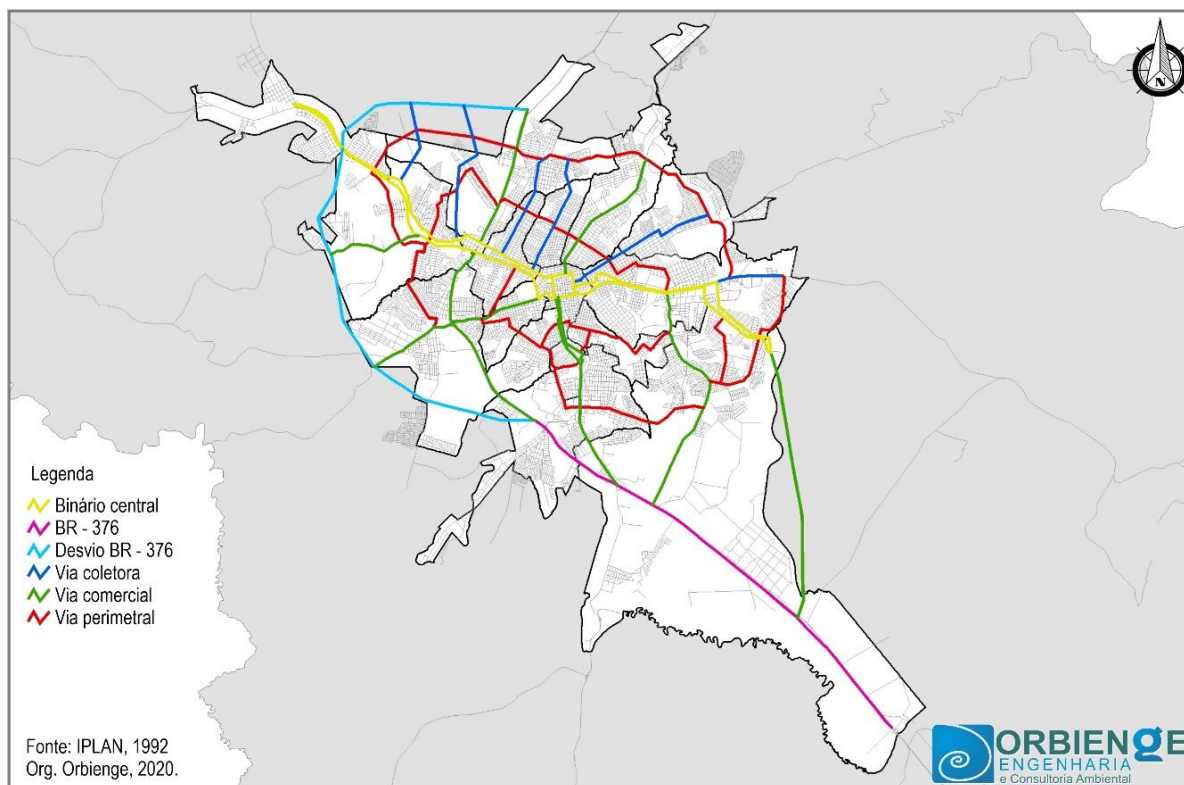 N
Legenda
Binário central
BR - 376
Desvio BR - 376
Via coletora
Via comercial
Via perimetral
Fonte: IPLAN, 1992
Org. Orbienge, 2020.
ORBIENGE
ENGENHARIA
e Consultoria Ambiental